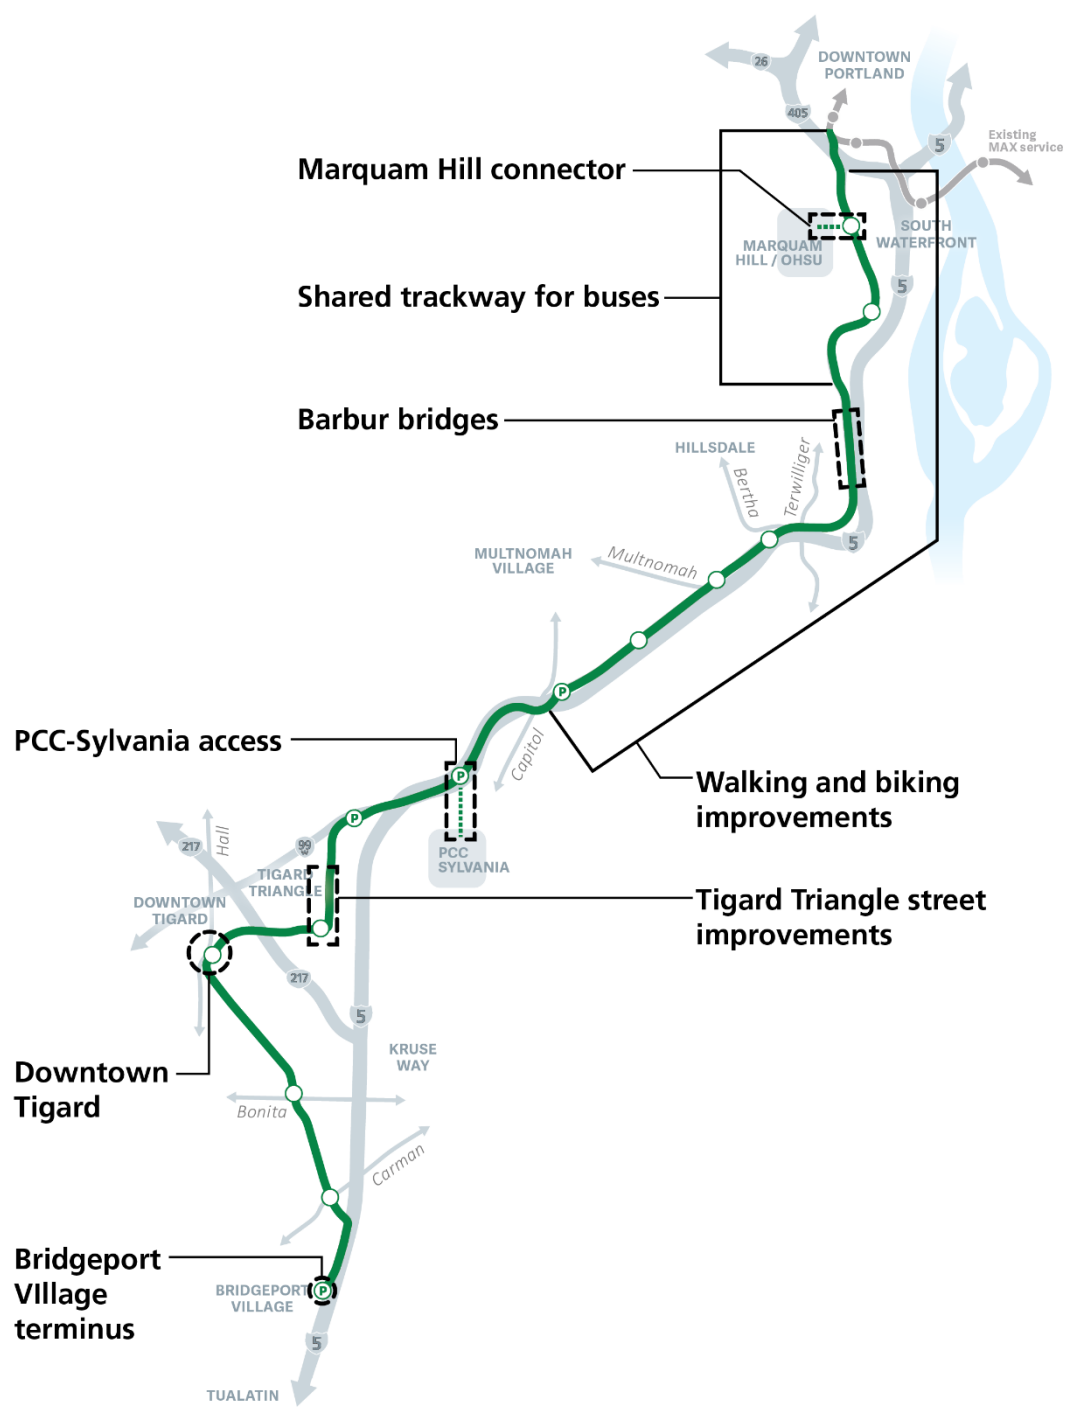 DOWNTOWN
PORTLAND
26
405
5
Existing
MAX service
Marquam Hill connector
SOUTH
WATERFRONT
MARQUAM
HILL / OHSU
5
Shared trackway for buses
Barbur bridges
HILLSDALE
Bertha
Terwilliger
5
MULTNOMAH
VILLAGE
Multnomah
P
Capitol
PCC-Sylvania access
P
Walking and biking
improvements
P
PCC
SYLVANIA
217
Hall
99
W
TIGARD
TRIANGLE
Tigard Triangle street
improvements
DOWNTOWN
TIGARD
217
5
KRUSE
WAY
Downtown
Tigard
Bonita
Carman
Bridgeport
VIllage
terminus
BRIDGEPORT
VILLAGE
P
5
TUALATIN